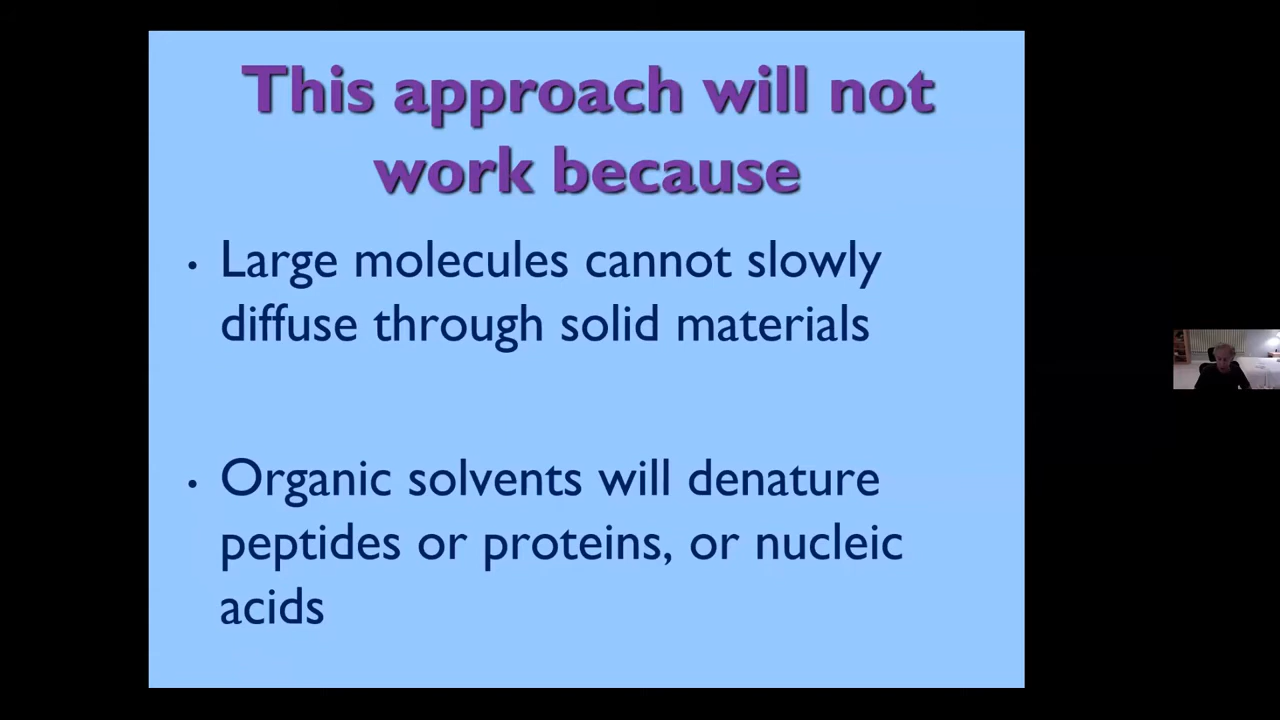 This approach will not
work because
• Large molecules cannot slowly
diffuse through solid materials
• Organic solvents will denature
peptides or proteins, or nucleic
acids